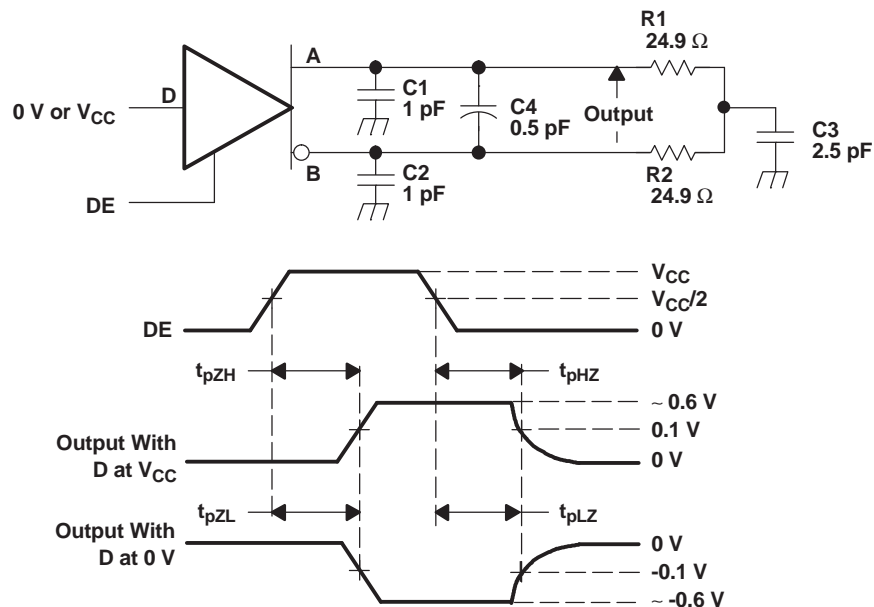 R1
24.9 Ω
A
C1
1 pF
C4
0.5 pF
Output
D
0 V or VCC
C3
2.5 pF
B
C2
1 pF
R2
24.9 Ω
DE
VCC
VCC/2
DE
0 V
tpZH
tpHZ
~ 0.6 V
0.1 V
Output With
D at VCC
0 V
tpZL
tpLZ
Output With
D at 0 V
0 V
-0.1 V
~ -0.6 V